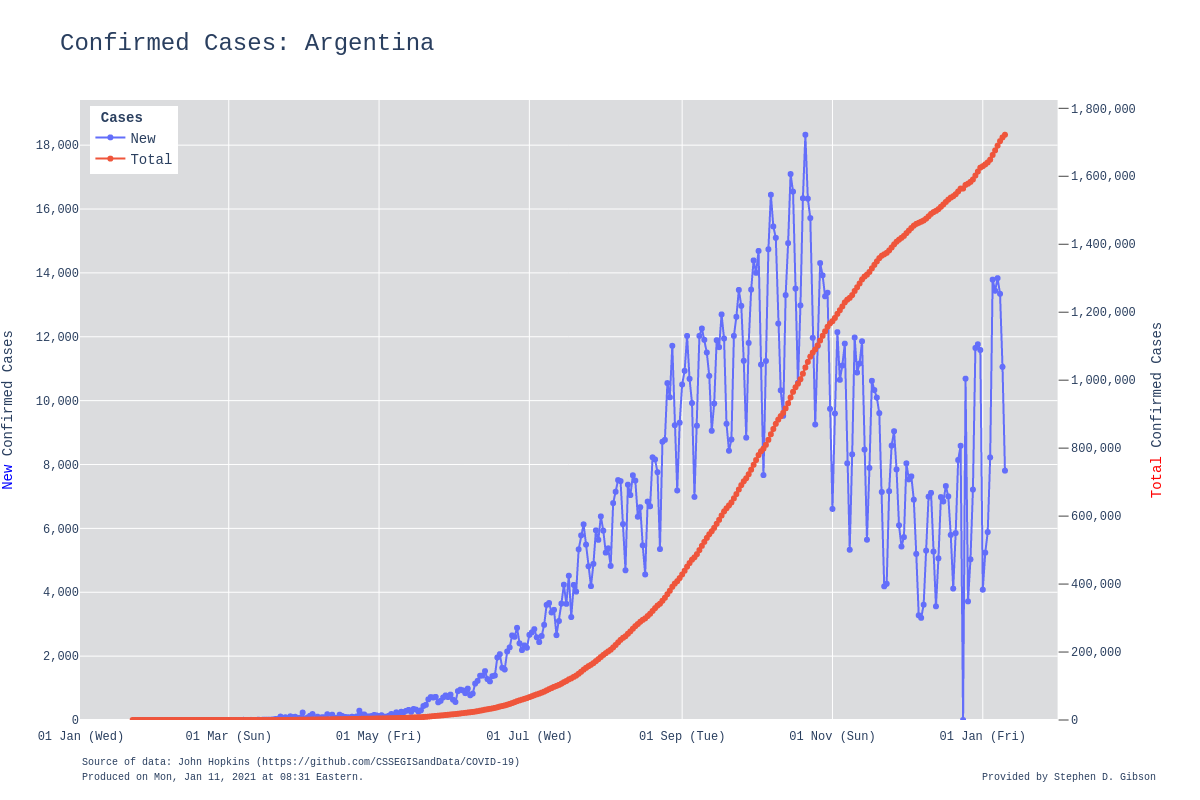 Confirmed Cases: Argentina
Cases
New
Total
18,000
16,000
14,000
12,000
10,000
8,000
6,000
4,000
2,000
0
New Confirmed Cases
1,800,000
1,600,000
1,400,000
1,200,000
1,000,000
800,000
600,000
400,000
200,000
0
Total Confirmed Cases
01 Jan (Wed) 01 Mar (Sun) 01 May (Fri) 01 Jul (Wed) 01 Sep (Tue) 01 Nov (Sun) 01 Jan (Fri)
Source of data: John Hopkins (https://github.com/CSSEGISandData/COVID-19)
Produced on Mon, Jan 11, 2021 at 08:31 Eastern.
Provided by Stephen D. Gibson